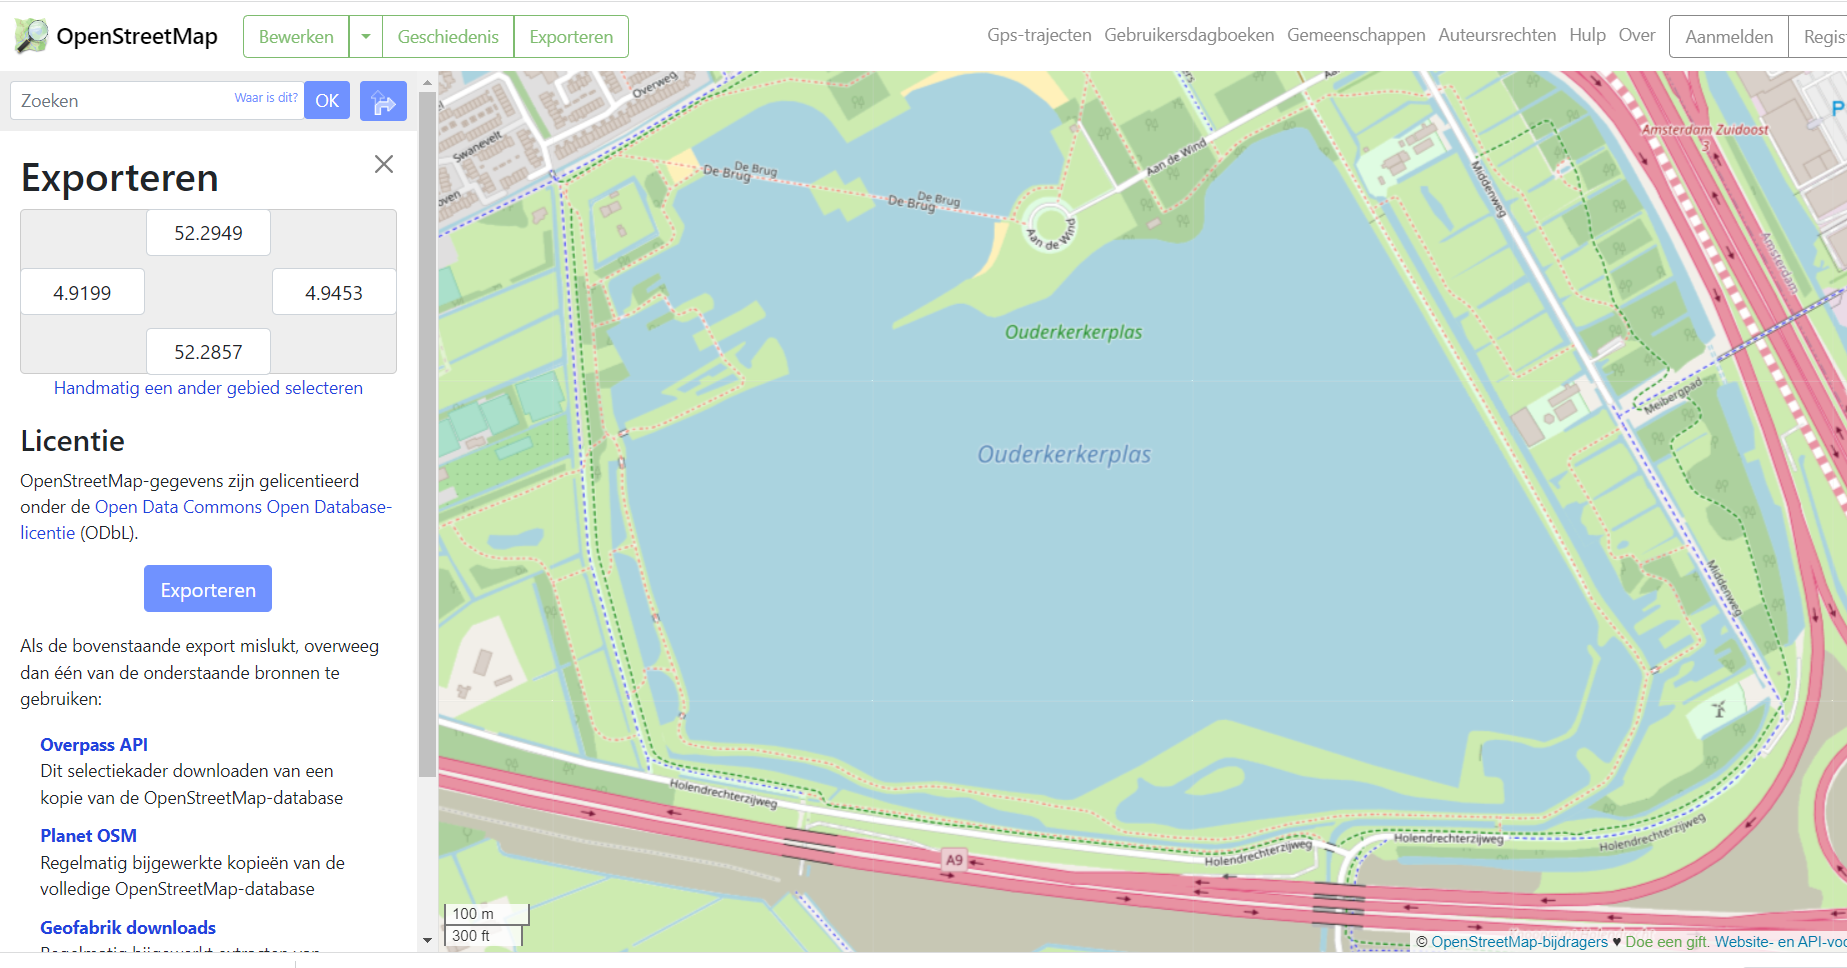 OpenStreetMap
Bewerken
Geschiedenis
Exporteren
Gps-trajecten
Gebruikersdagboeken
Gemeenschappen
Auteursrechten
Hulp
Over
Aanmelden
Zoeken
Waar is dit?
OK
Exporteren
52.2949
4.9199
4.9453
52.2857
Handmatig een ander gebied selecteren
Licentie
OpenStreetMap-gegevens zijn gelicentieerd
onder de Open Data Commons Open Database-
licentie (ODbL).
Exporteren
Als de bovenstaande export mislukt, overweeg
dan één van de onderstaande bronnen te
gebruiken:
Overpass API
Dit selectiekader downloaden van een
kopie van de OpenStreetMap-database
Planet OSM
Regelmatig bijgewerkte kopieën van de
volledige OpenStreetMap-database
Geofabrik downloads
Overweg
Swanevelt
De Brug
De Brug
De Brug
De Brug
Aan de Wind
Aan de Wind
Middenweg
Amsterdam Zuidoost
3
P
Amsterdam
Ouderkerkerplas
Ouderkerkerplas
Meibergpad
Middenweg
Holendrechterzijweg
Holendrechterzijweg
Holendrechterzijweg
Holendrechterzijweg
A9
100 m
300 ft
© OpenStreetMap-bijdragers ♥ Doe een gift. Website- en API-voo